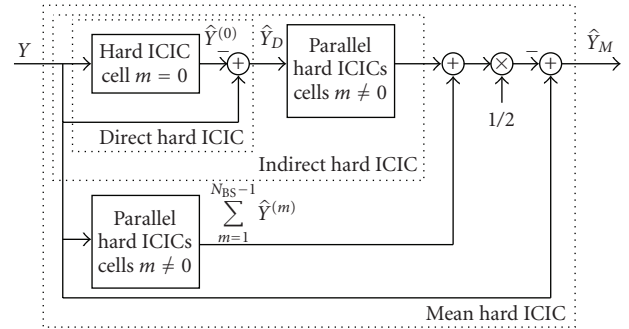 Y
Hard ICIC
cell m = 0
Ŷ^(0)
−
+
Ŷ_D
Parallel
hard ICICs
cells m ≠ 0
+
×
−
+
Ŷ_M
1/2
Direct hard ICIC
Indirect hard ICIC
Parallel
hard ICICs
cells m ≠ 0
N_BS−1
∑ Ŷ^(m)
m=1
Mean hard ICIC